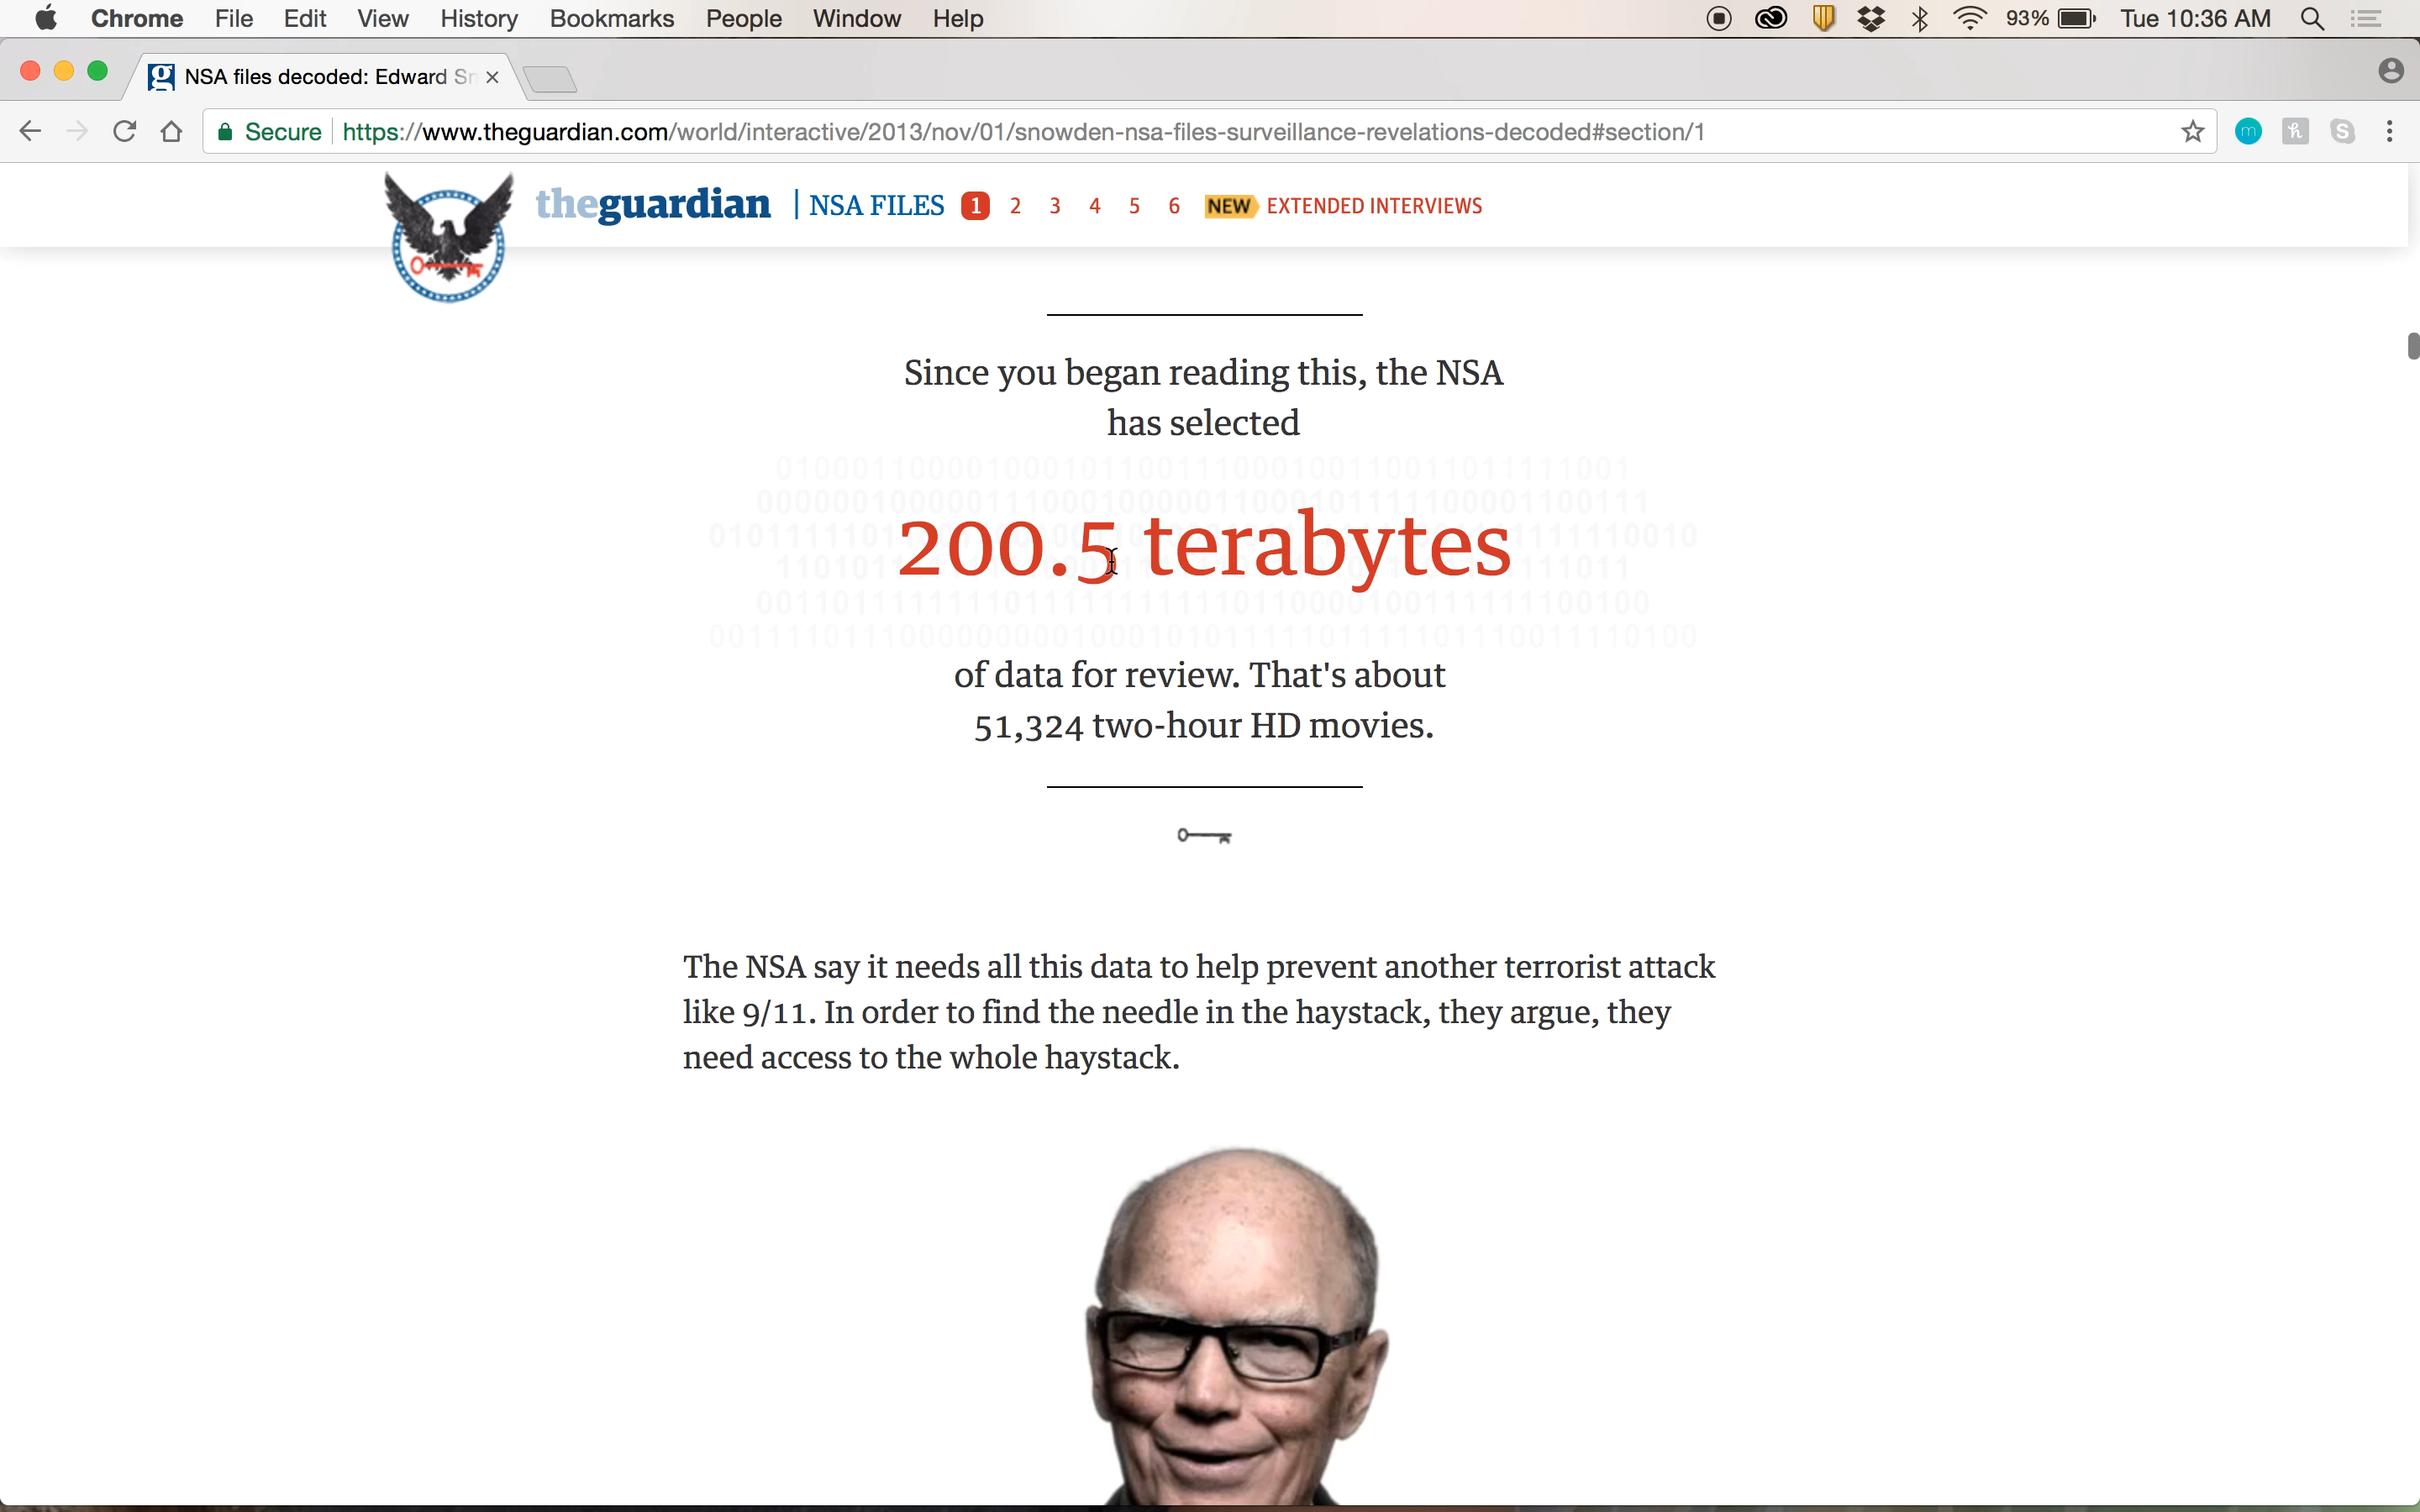 Chrome File Edit View History Bookmarks People Window Help 93% Tue 10:36 AM
NSA files decoded: Edward
Secure https://www.theguardian.com/world/interactive/2013/nov/01/snowden-nsa-files-surveillance-revelations-decoded#section/1
theguardian | NSA FILES 1 2 3 4 5 6 NEW EXTENDED INTERVIEWS
Since you began reading this, the NSA
has selected
200.5 terabytes
of data for review. That's about
51,324 two-hour HD movies.
The NSA say it needs all this data to help prevent another terrorist attack
like 9/11. In order to find the needle in the haystack, they argue, they
need access to the whole haystack.